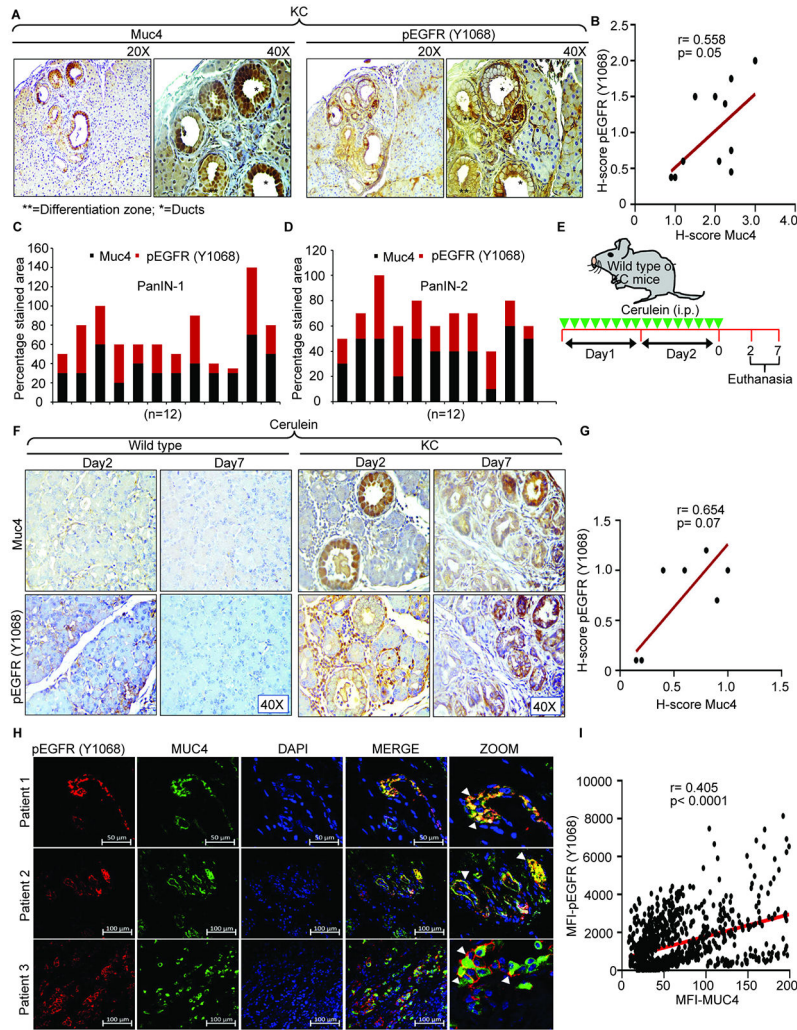 A
KC
Muc4
20X
40X
pEGFR (Y1068)
20X
40X
*
*
*
**
*
*
*
**
*
**=Differentiation zone; *=Ducts
B
r= 0.558
p= 0.05
H-score pEGFR (Y1068)
2.5
2.0
1.5
1.0
0.5
0
1.0
2.0
3.0
4.0
H-score Muc4
C
Muc4
pEGFR (Y1068)
PanIN-1
Percentage stained area
160
140
120
100
80
60
40
20
0
(n=12)
D
Muc4
pEGFR (Y1068)
PanIN-2
Percentage stained area
120
100
80
60
40
20
0
(n=12)
E
Wild type or
KC mice
Cerulein (i.p.)
Day1
Day2
0
2
7
Euthanasia
F
Cerulein
Wild type
KC
Day2
Day7
Day2
Day7
Muc4
pEGFR (Y1068)
40X
40X
G
r= 0.654
p= 0.07
H-score pEGFR (Y1068)
1.5
1.0
0.5
0
0
0.5
1.0
1.5
H-score Muc4
H
pEGFR (Y1068)
MUC4
DAPI
MERGE
ZOOM
Patient 1
50 µm
50 µm
50 µm
50 µm
Patient 2
100 µm
100 µm
100 µm
100 µm
Patient 3
100 µm
100 µm
100 µm
100 µm
I
r= 0.405
p< 0.0001
MFI-pEGFR (Y1068)
10000
8000
6000
4000
2000
0
0
50
100
150
200
MFI-MUC4